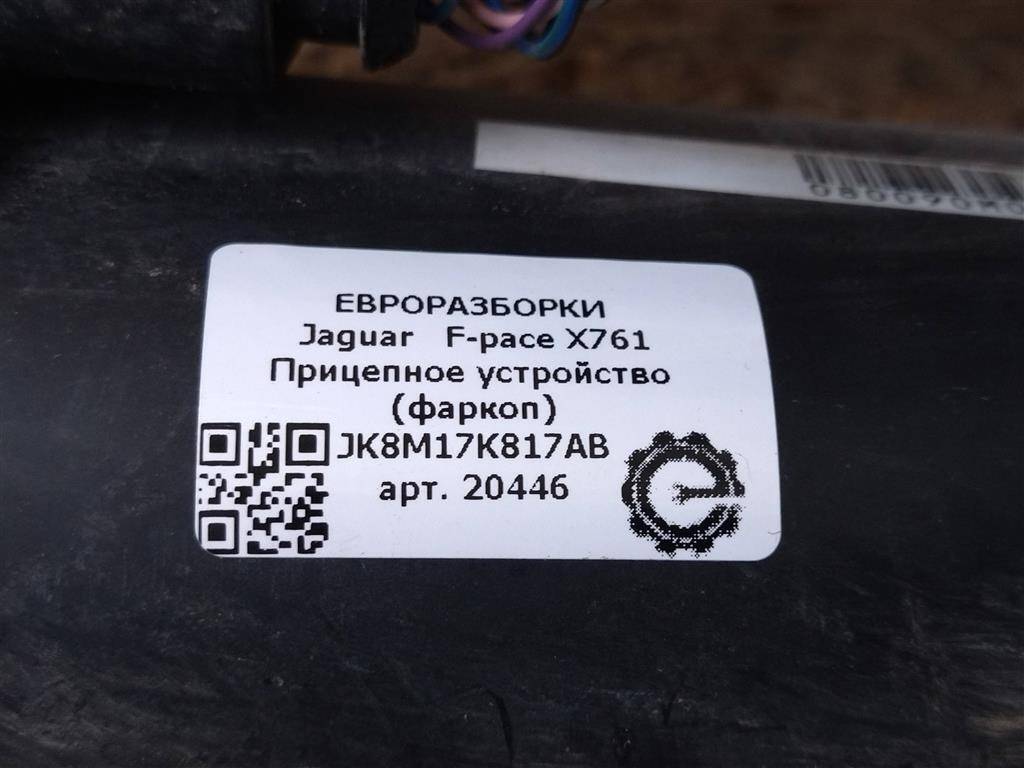 ЕВРОРАЗБОРКИ
Jaguar F-pace X761
Прицепное устройство
(фаркоп)
JK8M17K817AB
арт. 20446